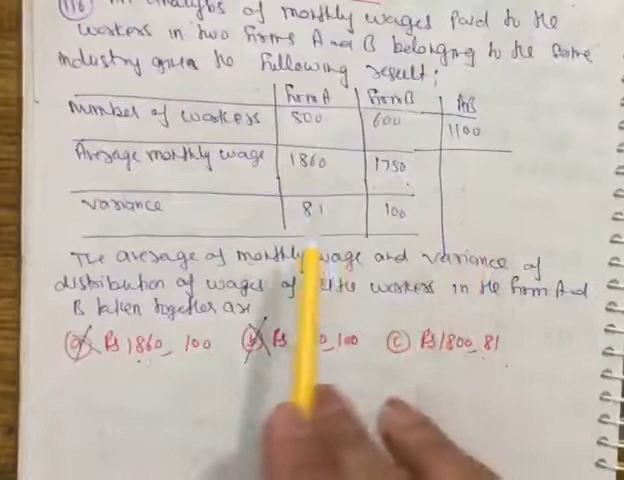 (116) An analysis of monthly wages Paid to the
workers in two firms A and B belonging to the same
industry gives the following result:
Firm A Firm B A+B
Number of workers 500 600 1100
Average monthly wage 1860 1750
variance 81 100
The average of monthly wage and variance of
distribution of wages of all the workers in the firm A and
B taken together are
(a) Rs 1860, 100 (b) Rs 100 (c) Rs 1800, 81